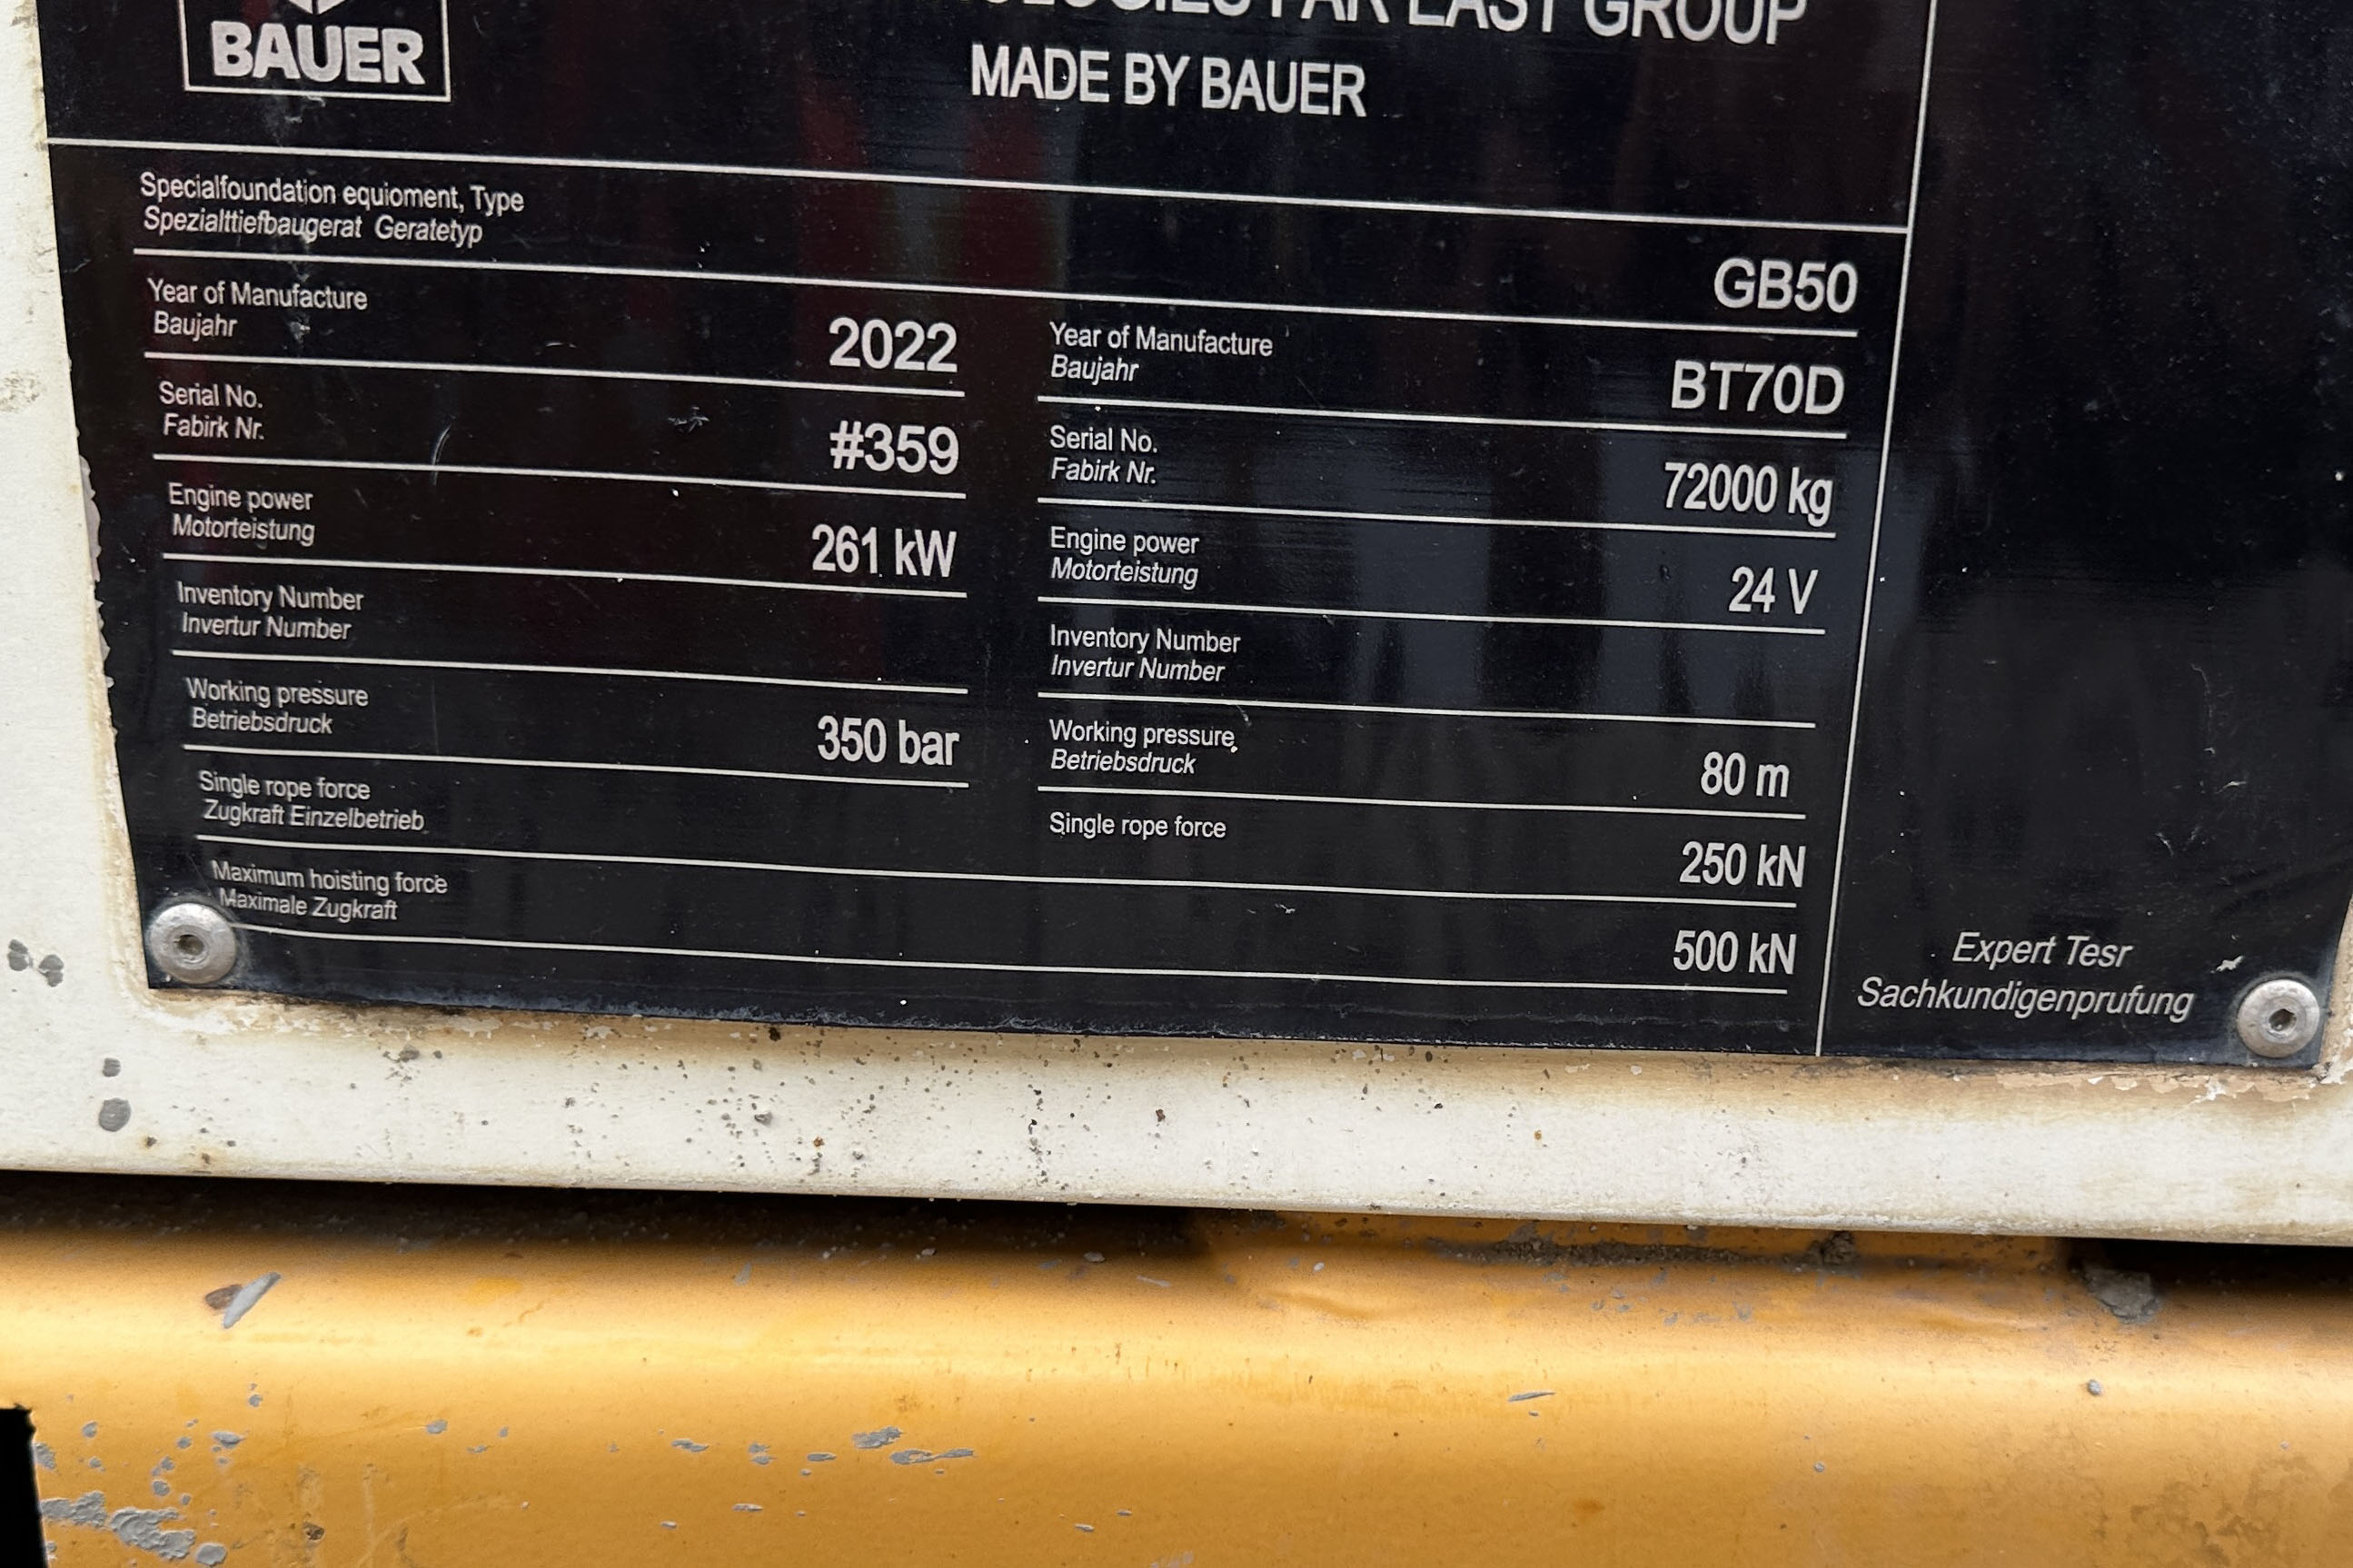 BAUER
FAR EAST GROUP
MADE BY BAUER
Specialfoundation equioment, Type
Spezialttiefbaugerat Geratetyp
GB50
Year of Manufacture
Baujahr
2022
Year of Manufacture
Baujahr
BT70D
Serial No.
Fabirk Nr.
#359
Serial No.
Fabirk Nr.
72000 kg
Engine power
Motorteistung
261 kW
Engine power
Motorteistung
24 V
Inventory Number
Invertur Number
Inventory Number
Invertur Number
Working pressure
Betriebsdruck
350 bar
Working pressure
Betriebsdruck
80 m
Single rope force
Zugkraft Einzelbetrieb
Single rope force
250 kN
Maximum hoisting force
Maximale Zugkraft
500 kN
Expert Tesr
Sachkundigenprufung